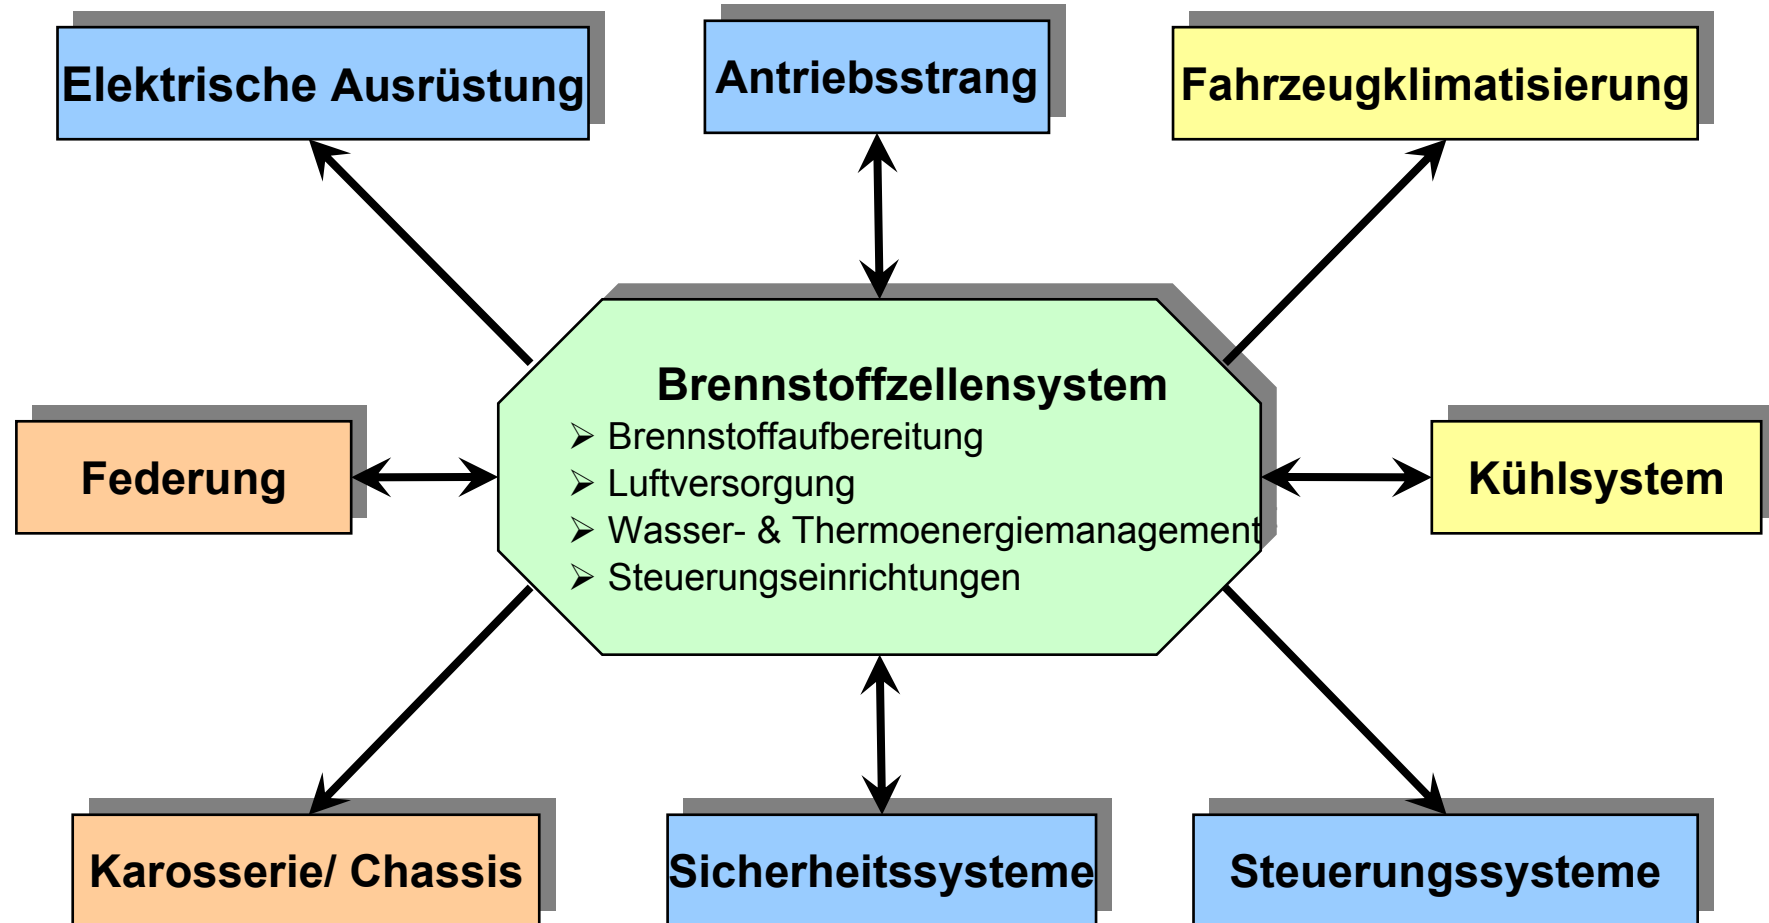 Elektrische Ausrüstung
Antriebsstrang
Fahrzeugklimatisierung
Brennstoffzellensystem
➢ Brennstoffaufbereitung
➢ Luftversorgung
➢ Wasser- & Thermoenergiemanagement
➢ Steuerungseinrichtungen
Federung
Kühlsystem
Karosserie/ Chassis
Sicherheitssysteme
Steuerungssysteme